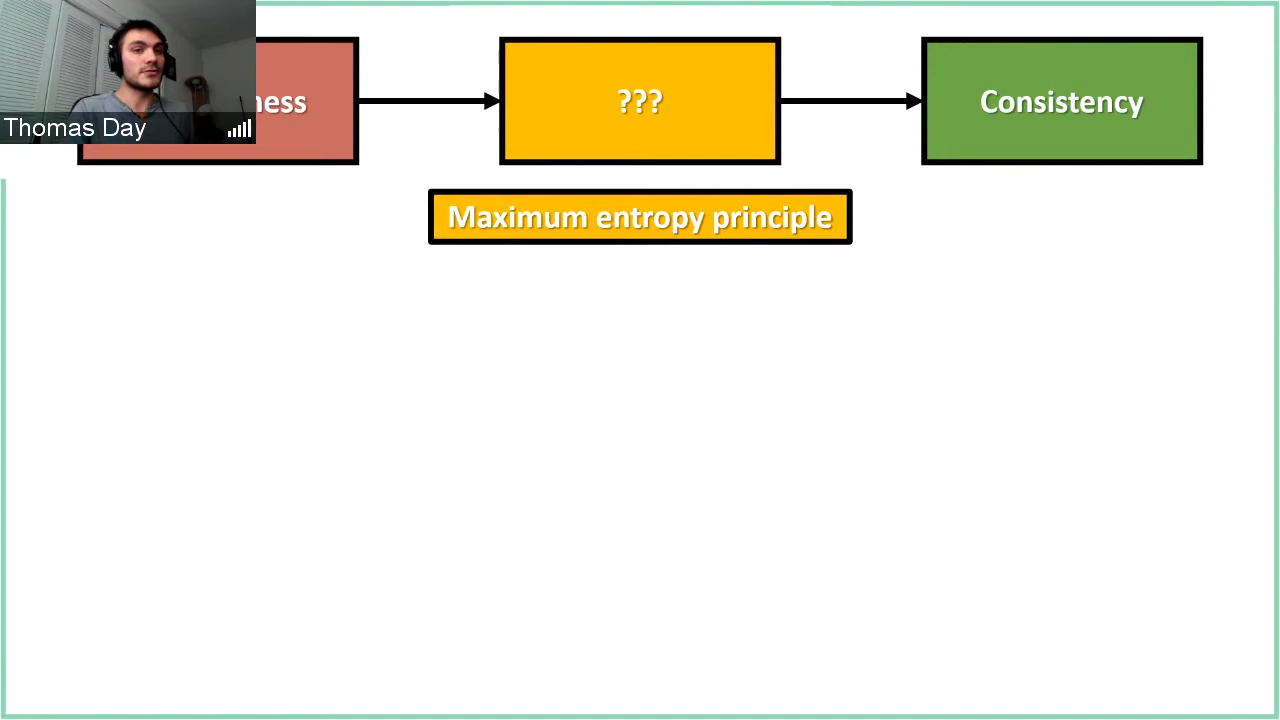 ness
???
Consistency
Thomas Day
Maximum entropy principle